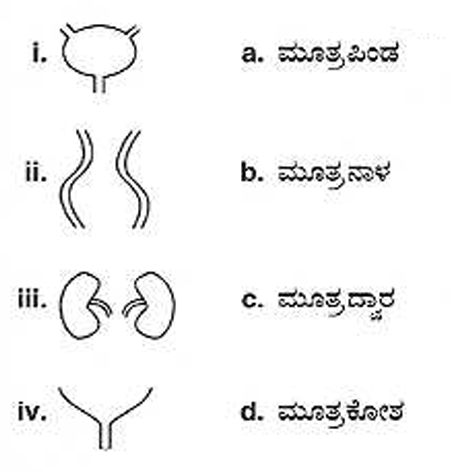 i. a. ಮೂತ್ರಪಿಂಡ
ii. b. ಮೂತ್ರನಾಳ
iii. c. ಮೂತ್ರದ್ವಾರ
iv. d. ಮೂತ್ರಕೋಶ